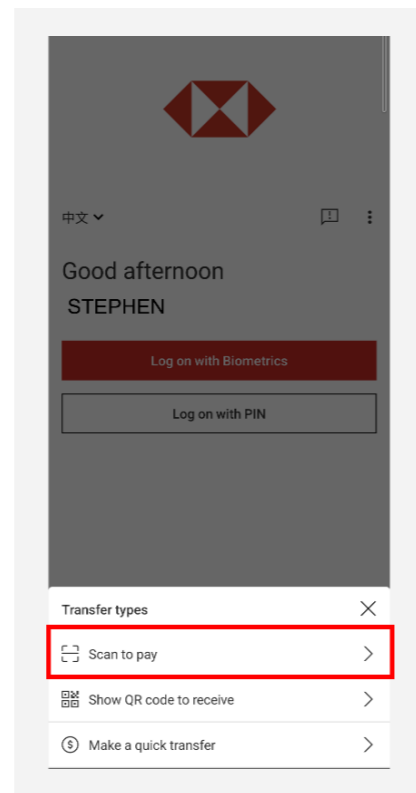 中文
Good afternoon
STEPHEN
Log on with Biometrics
Log on with PIN
Transfer types
Scan to pay
Show QR code to receive
Make a quick transfer